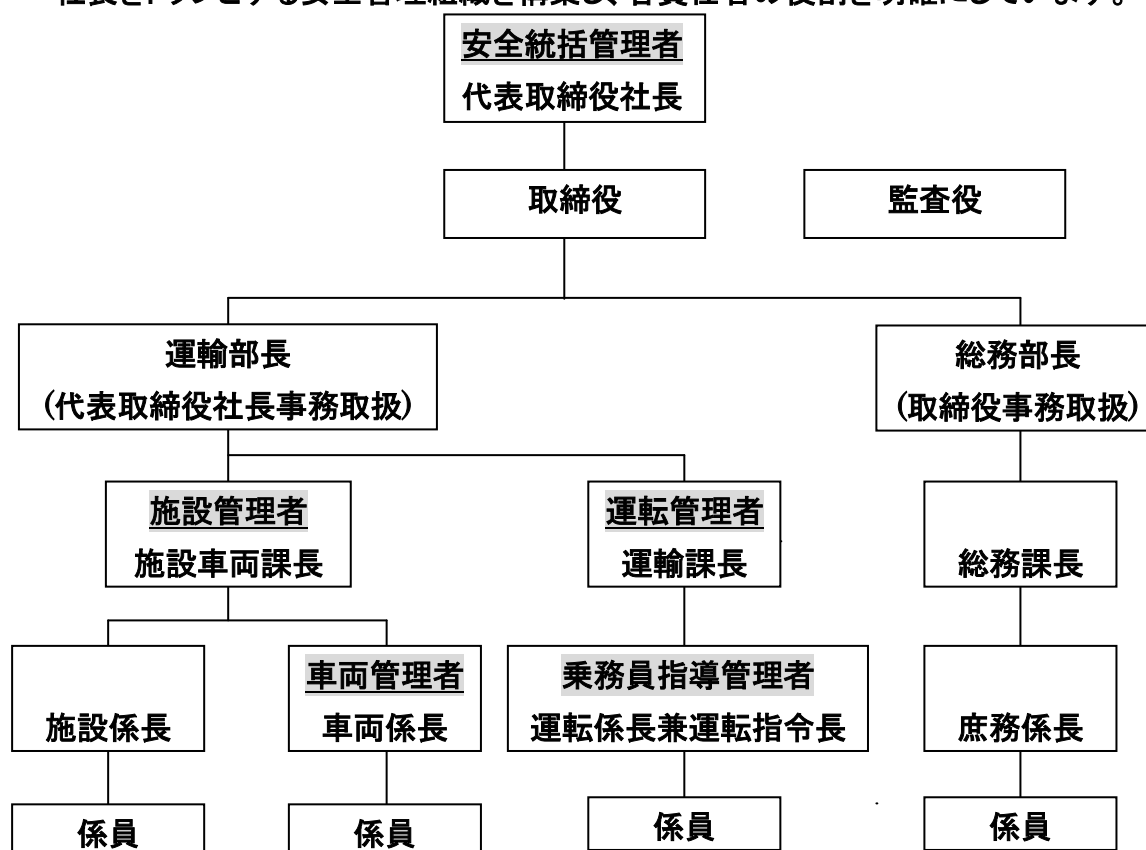 社長をトップとする安全管理組織を構築し、各責任者の役割を明確にしています。
安全統括管理者
代表取締役社長
取締役
監査役
運輸部長
(代表取締役社長事務取扱)
総務部長
(取締役事務取扱)
施設管理者
施設車両課長
運転管理者
運輸課長
総務課長
施設係長
車両管理者
車両係長
乗務員指導管理者
運転係長兼運転指令長
庶務係長
係員
係員
係員
係員